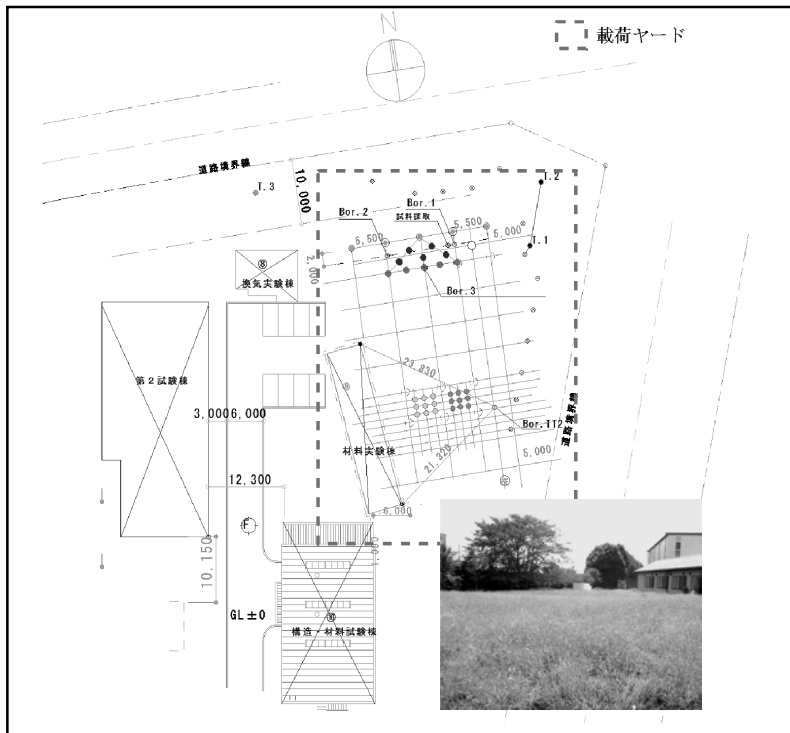 N
載荷ヤード
道路境界線
T.3
10,000
T.2
Bor.1
試料採取
Bor.2
5,500
5,500
5,000
T.1
2,000
Bor.3
⑧
換気実験棟
第2試験棟
23,830
3,000
6,000
Bor.TT2
道路境界線
材料実験棟
21,320
5,000
12,300
6,000
F
10,150
GL±0
⑯
構造・材料試験棟